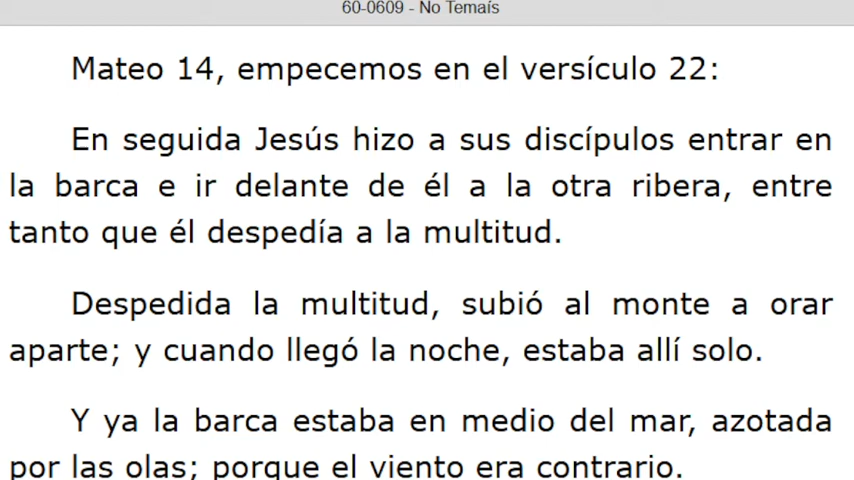 60-0609 - No Temaís
Mateo 14, empecemos en el versículo 22:
En seguida Jesús hizo a sus discípulos entrar en
la barca e ir delante de él a la otra ribera, entre
tanto que él despedía a la multitud.
Despedida la multitud, subió al monte a orar
aparte; y cuando llegó la noche, estaba allí solo.
Y ya la barca estaba en medio del mar, azotada
por las olas; porque el viento era contrario.